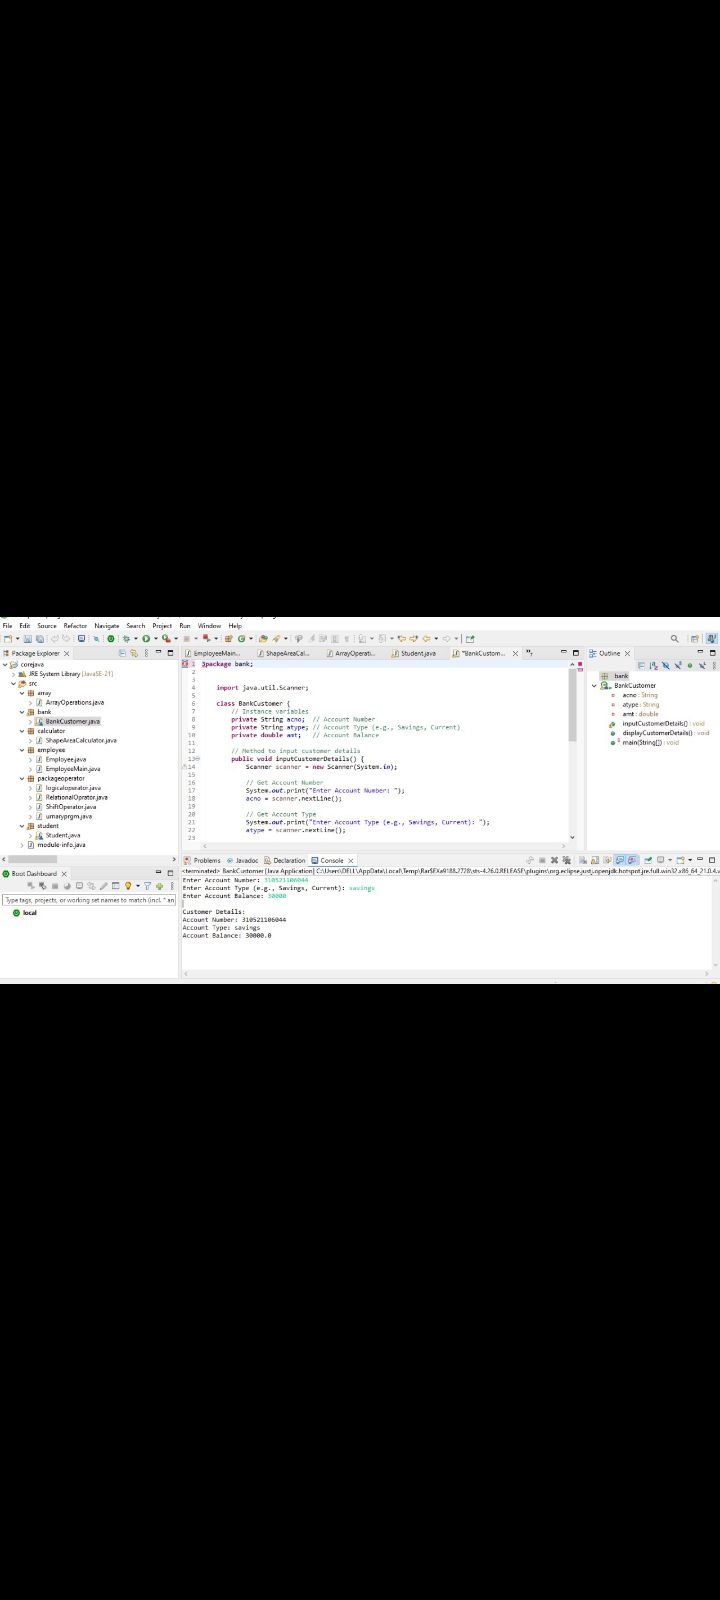 File Edit Source Refactor Navigate Search Project Run Window Help
Package Explorer
corejava
JRE System Library [JavaSE-21]
src
array
ArrayOperations.java
bank
BankCustomer.java
calculator
ShapeAreaCalculator.java
employee
Employee.java
EmployeeMain.java
packageoperator
logicaloperator.java
RelationalOprator.java
ShiftOperator.java
umaryprgm.java
student
Student.java
module-info.java
Boot Dashboard
Type tags, projects, or working set names to match (incl. * an
local
EmployeeMain... ShapeAreaCal... ArrayOperati... Student.java *BankCustom...
1 3package bank;
2
3
4 import java.util.Scanner;
5
6 class BankCustomer {
7 // Instance variables
8 private String acno; // Account Number
9 private String atype; // Account Type (e.g., Savings, Current)
10 private double amt; // Account Balance
11
12 // Method to input customer details
13 public void inputCustomerDetails() {
14 Scanner scanner = new Scanner(System.in);
15
16 // Get Account Number
17 System.out.print("Enter Account Number: ");
18 acno = scanner.nextLine();
19
20 // Get Account Type
21 System.out.print("Enter Account Type (e.g., Savings, Current): ");
22 atype = scanner.nextLine();
23
Outline
bank
BankCustomer
acno : String
atype : String
amt : double
inputCustomerDetails() : void
displayCustomerDetails() : void
main(String[]) : void
Problems Javadoc Declaration Console
<terminated> BankCustomer [Java Application] C:\Users\DELL\AppData\Local\Temp\Rar$EXa9188.2728\sts-4.26.0.RELEASE\plugins\org.eclipse.justj.openjdk.hotspot.jre.full.win32.x86_64_21.0.4.v
Enter Account Number: 310521106044
Enter Account Type (e.g., Savings, Current): savings
Enter Account Balance: 30000
Customer Details:
Account Number: 310521106044
Account Type: savings
Account Balance: 30000.0